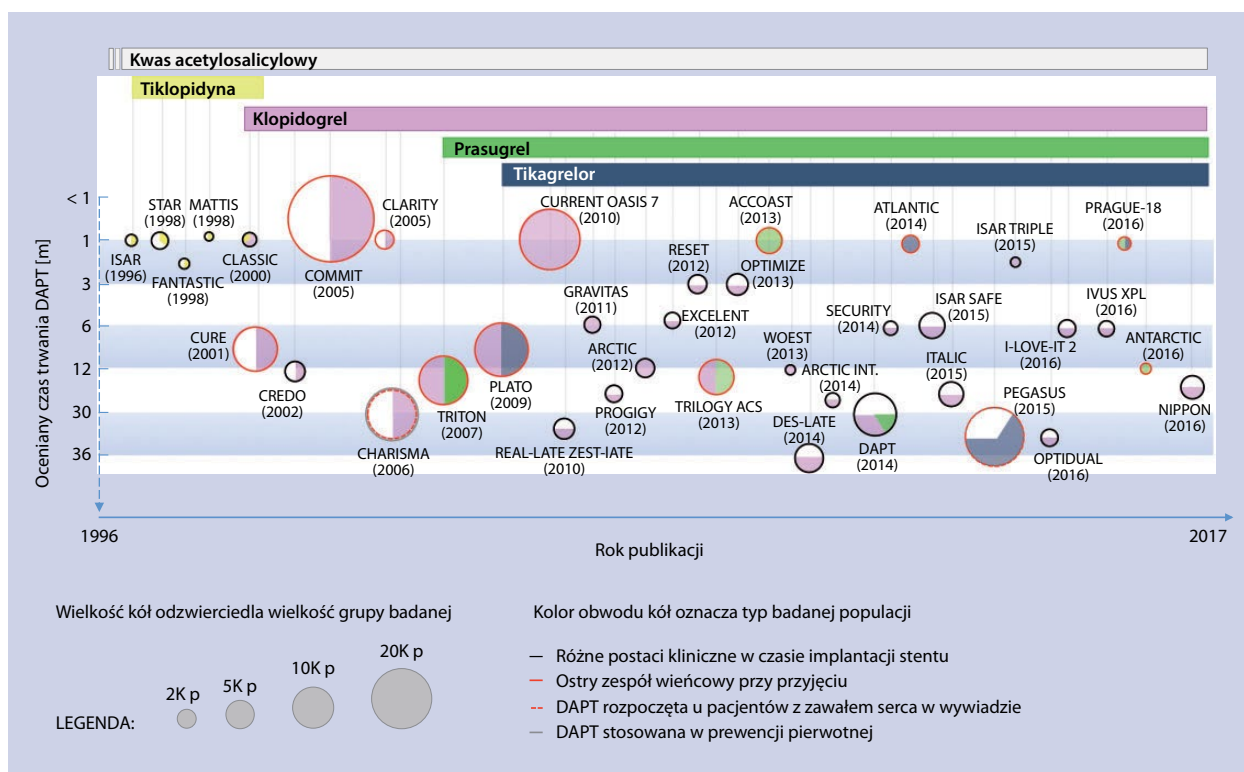 Kwas acetylosalicylowy
Tiklopidyna
Klopidogrel
Prasugrel
Tikagrelor
Oceniany czas trwania DAPT [m]
< 1
1
3
6
12
30
36
STAR
(1998)
MATTIS
(1998)
ISAR
(1996)
FANTASTIC
(1998)
CLASSIC
(2000)
COMMIT
(2005)
CLARITY
(2005)
CURRENT OASIS 7
(2010)
ACCOAST
(2013)
ATLANTIC
(2014)
ISAR TRIPLE
(2015)
PRAGUE-18
(2016)
RESET
(2012)
OPTIMIZE
(2013)
GRAVITAS
(2011)
EXCELENT
(2012)
SECURITY
(2014)
ISAR SAFE
(2015)
IVUS XPL
(2016)
I-LOVE-IT 2
(2016)
ANTARCTIC
(2016)
CURE
(2001)
CREDO
(2002)
PLATO
(2009)
ARCTIC
(2012)
WOEST
(2013)
ARCTIC INT.
(2014)
ITALIC
(2015)
TRITON
(2007)
PROGIGY
(2012)
TRILOGY ACS
(2013)
PEGASUS
(2015)
NIPPON
(2016)
CHARISMA
(2006)
REAL-LATE ZEST-IATE
(2010)
DES-LATE
(2014)
DAPT
(2014)
OPTIDUAL
(2016)
1996
2017
Rok publikacji
Wielkość kół odzwierciedla wielkość grupy badanej
LEGENDA:
2K p
5K p
10K p
20K p
Kolor obwodu kół oznacza typ badanej populacji
Różne postaci kliniczne w czasie implantacji stentu
Ostry zespół wieńcowy przy przyjęciu
DAPT rozpoczęta u pacjentów z zawałem serca w wywiadzie
DAPT stosowana w prewencji pierwotnej